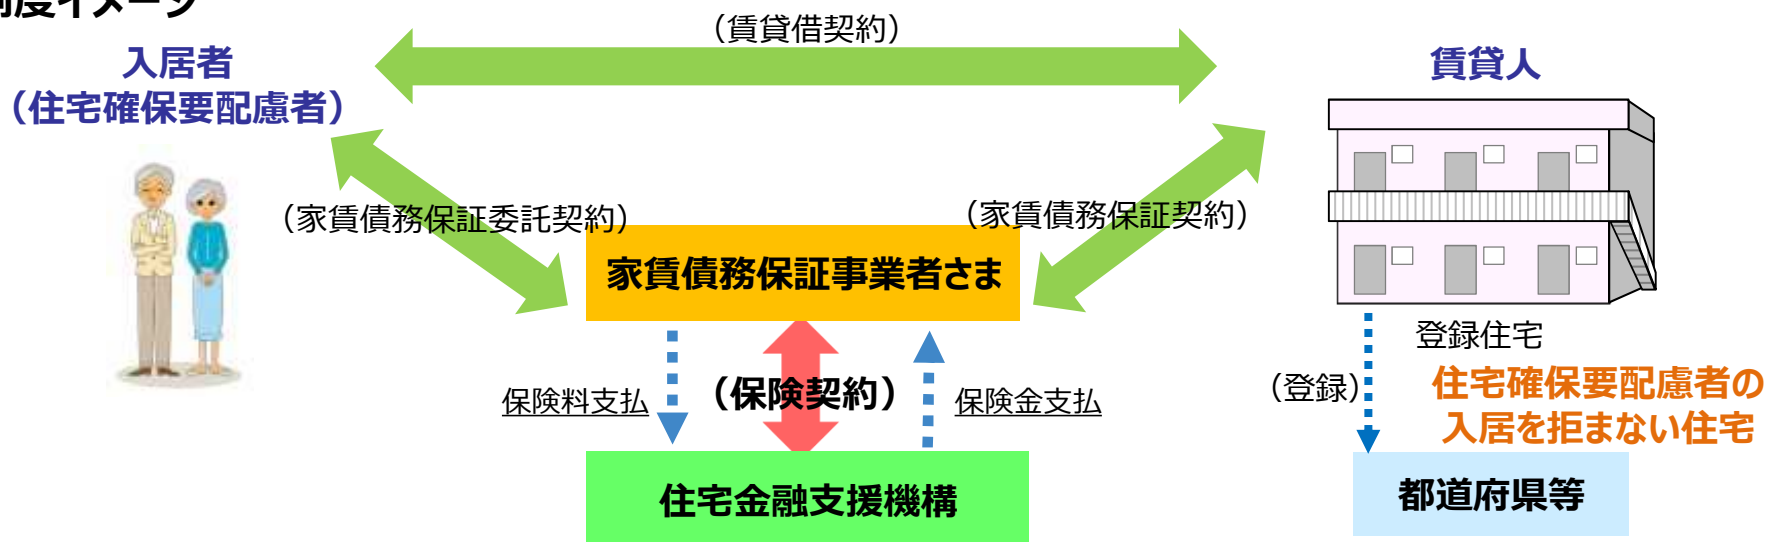 度イメージ
（賃貸借契約）
入居者
（住宅確保要配慮者）
賃貸人
（家賃債務保証委託契約）
（家賃債務保証契約）
家賃債務保証事業者さま
登録住宅
保険料支払
（保険契約）
保険金支払
（登録）
住宅確保要配慮者の
入居を拒まない住宅
住宅金融支援機構
都道府県等